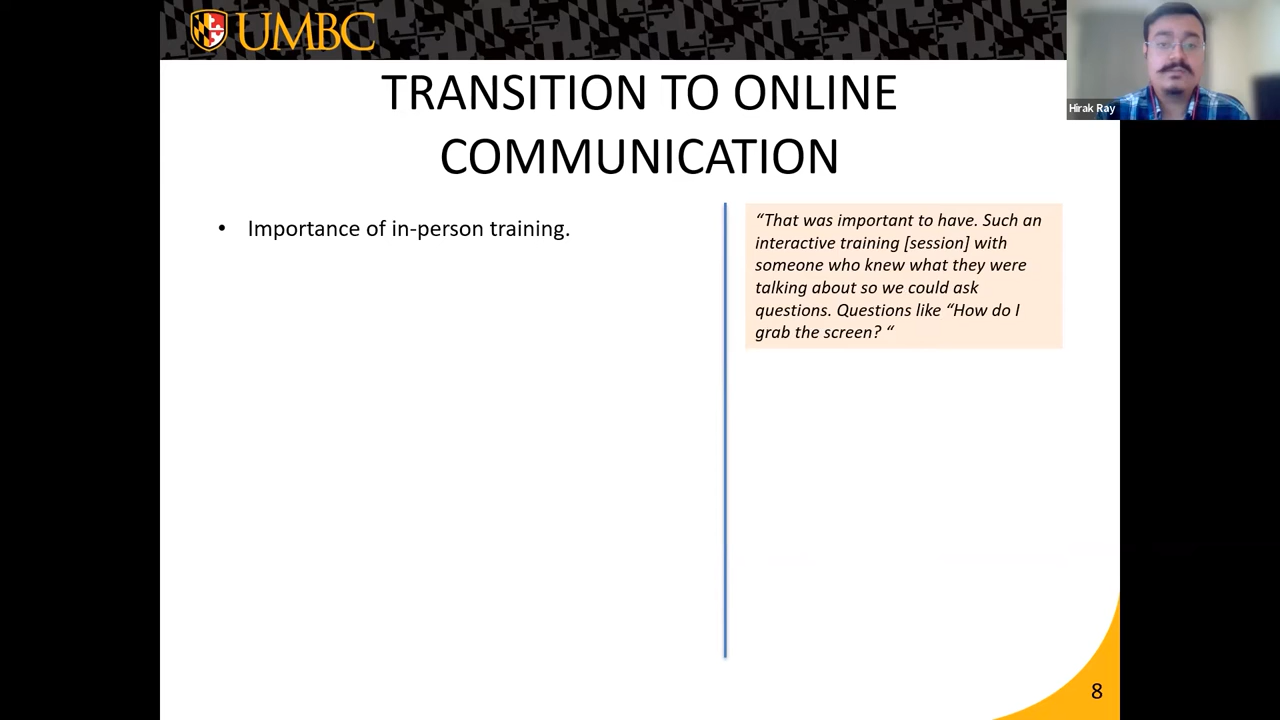 UMBC
Hirak Ray
TRANSITION TO ONLINE
COMMUNICATION
• Importance of in-person training.
“That was important to have. Such an
interactive training [session] with
someone who knew what they were
talking about so we could ask
questions. Questions like “How do I
grab the screen? “
8